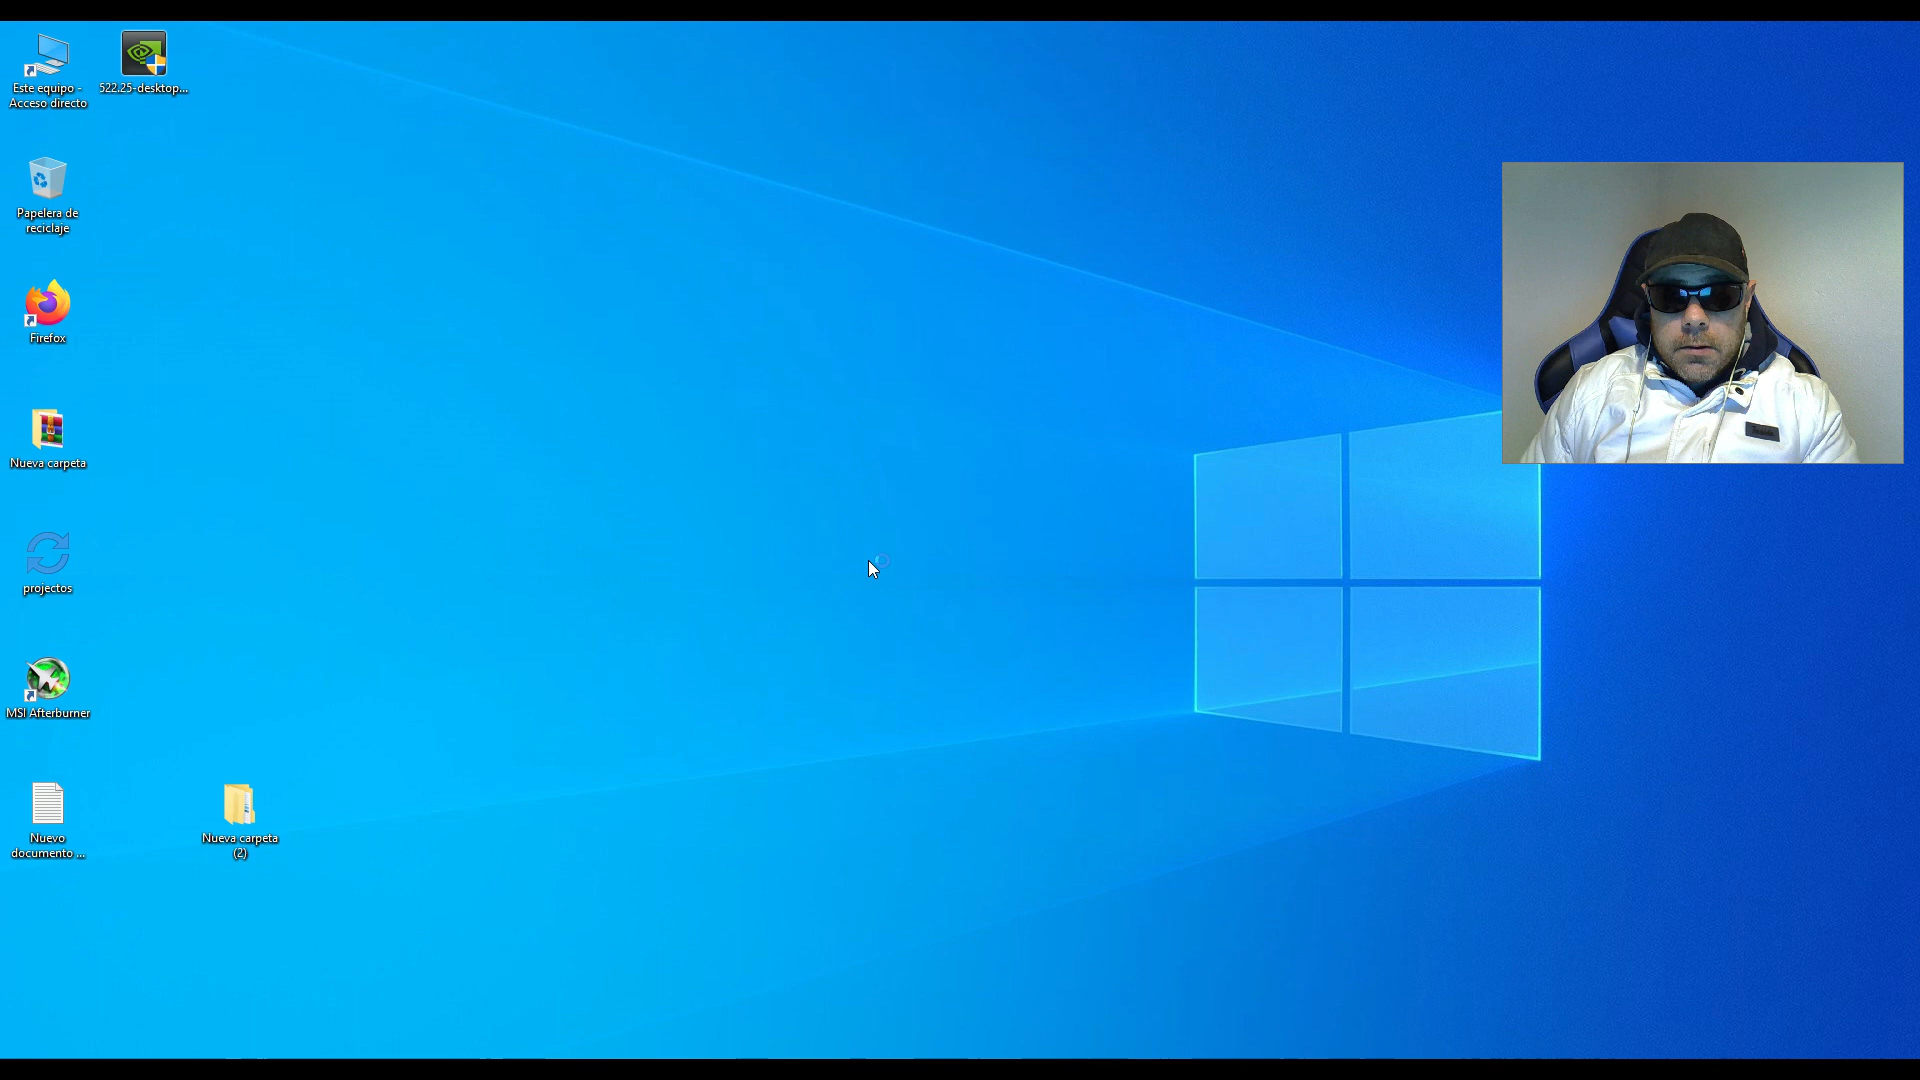 Este equipo -
Acceso directo
522.25-desktop...
Papelera de
reciclaje
Firefox
Nueva carpeta
projectos
MSI Afterburner
Nuevo
documento ...
Nueva carpeta
(2)